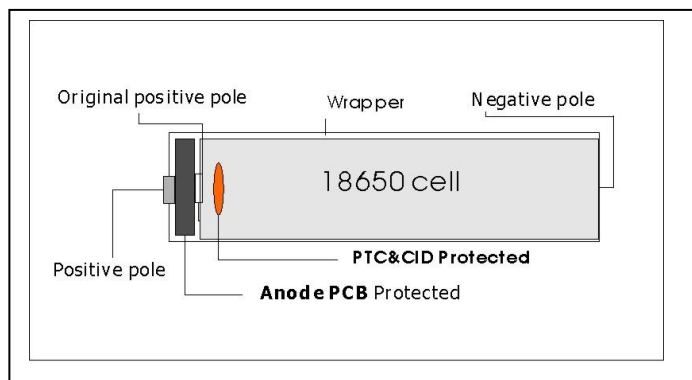 Original positive pole
Wrapper
Negative pole
18650 cell
PTC&CID Protected
Positive pole
Anode PCB Protected